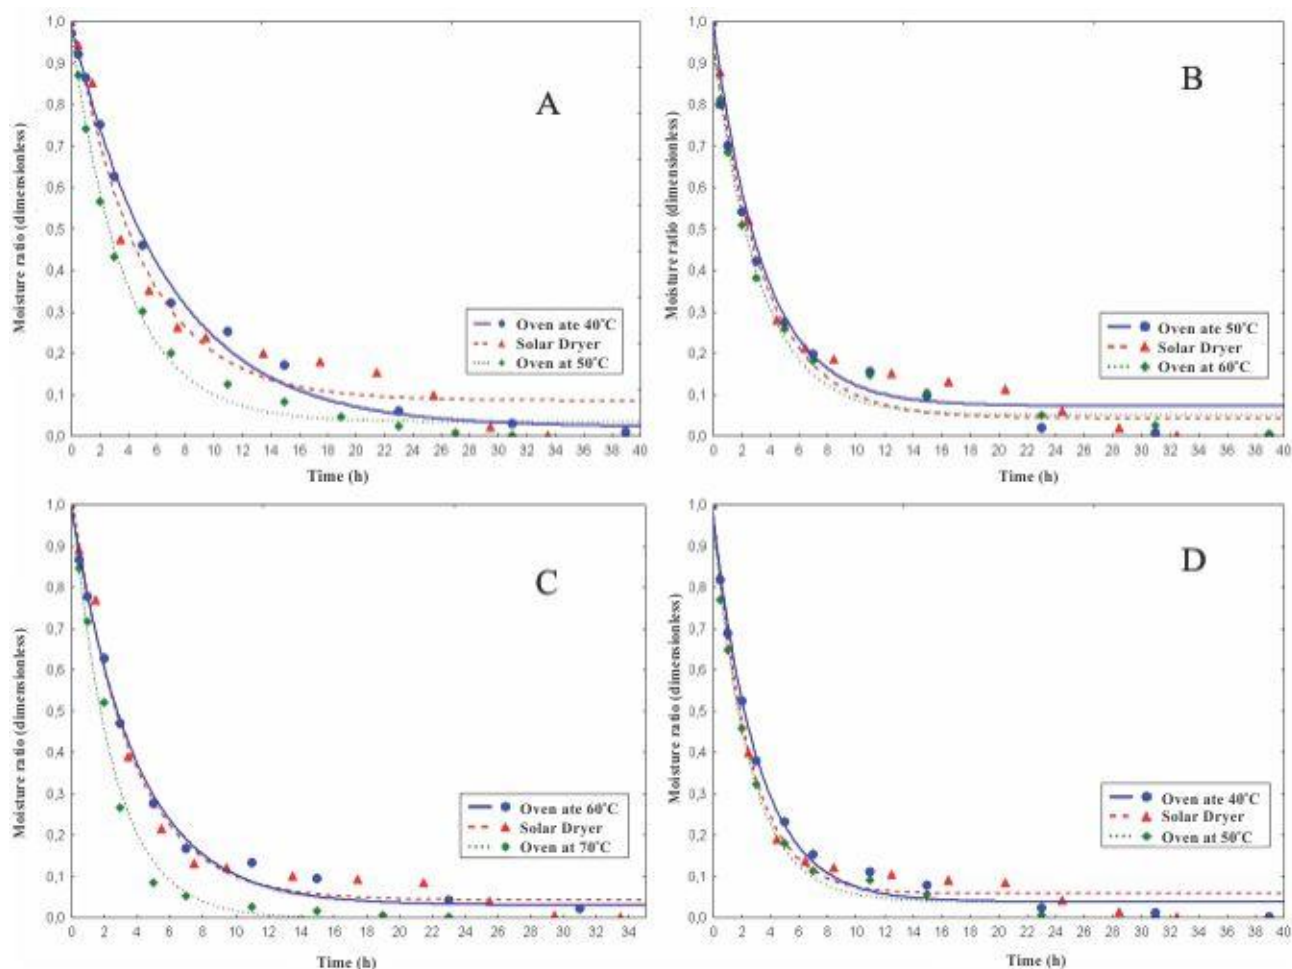 A
Moisture ratio (dimensionless)
1,0
0,9
0,8
0,7
0,6
0,5
0,4
0,3
0,2
0,1
0,0
Oven ate 40°C
Solar Dryer
Oven at 50°C
0 2 4 6 8 10 12 14 16 18 20 22 24 26 28 30 32 34 36 38 40
Time (h)
B
Moisture ratio (dimensionless)
1,0
0,9
0,8
0,7
0,6
0,5
0,4
0,3
0,2
0,1
0,0
Oven ate 50°C
Solar Dryer
Oven at 60°C
0 2 4 6 8 10 12 14 16 18 20 22 24 26 28 30 32 34 36 38 40
Time (h)
C
Moisture ratio (dimensionless)
1,0
0,9
0,8
0,7
0,6
0,5
0,4
0,3
0,2
0,1
0,0
Oven ate 60°C
Solar Dryer
Oven at 70°C
0 2 4 6 8 10 12 14 16 18 20 22 24 26 28 30 32 34
Time (h)
D
Moisture ratio (dimensionless)
1,0
0,9
0,8
0,7
0,6
0,5
0,4
0,3
0,2
0,1
0,0
Oven ate 40°C
Solar Dryer
Oven at 50°C
0 2 4 6 8 10 12 14 16 18 20 22 24 26 28 30 32 34 36 38 40
Time (h)